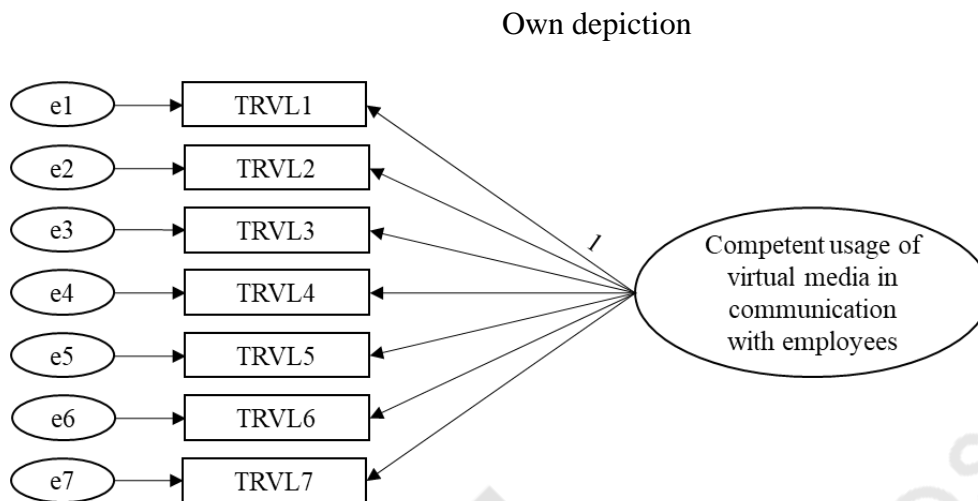 Own depiction
e1 TRVL1
e2 TRVL2
e3 TRVL3
1
e4 TRVL4
e5 TRVL5
e6 TRVL6
e7 TRVL7
Competent usage of
virtual media in
communication
with employees